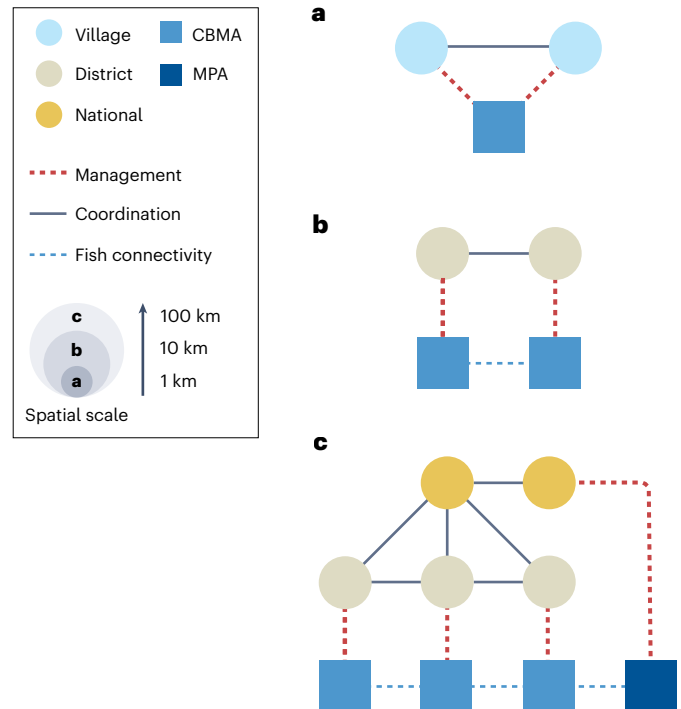 Village
CBMA
District
MPA
National
Management
Coordination
Fish connectivity
c
100 km
b
10 km
a
1 km
Spatial scale
a
b
c